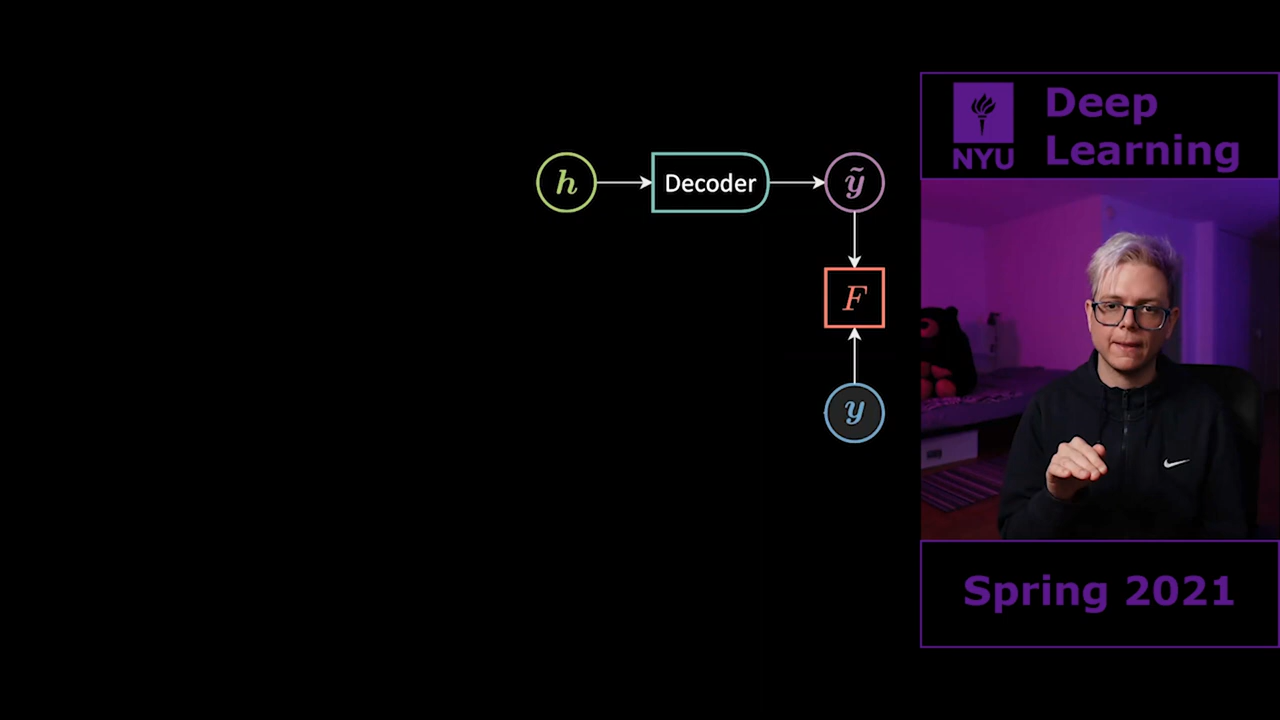 h
Decoder
ỹ
F
y
NYU
Deep
Learning
Spring 2021